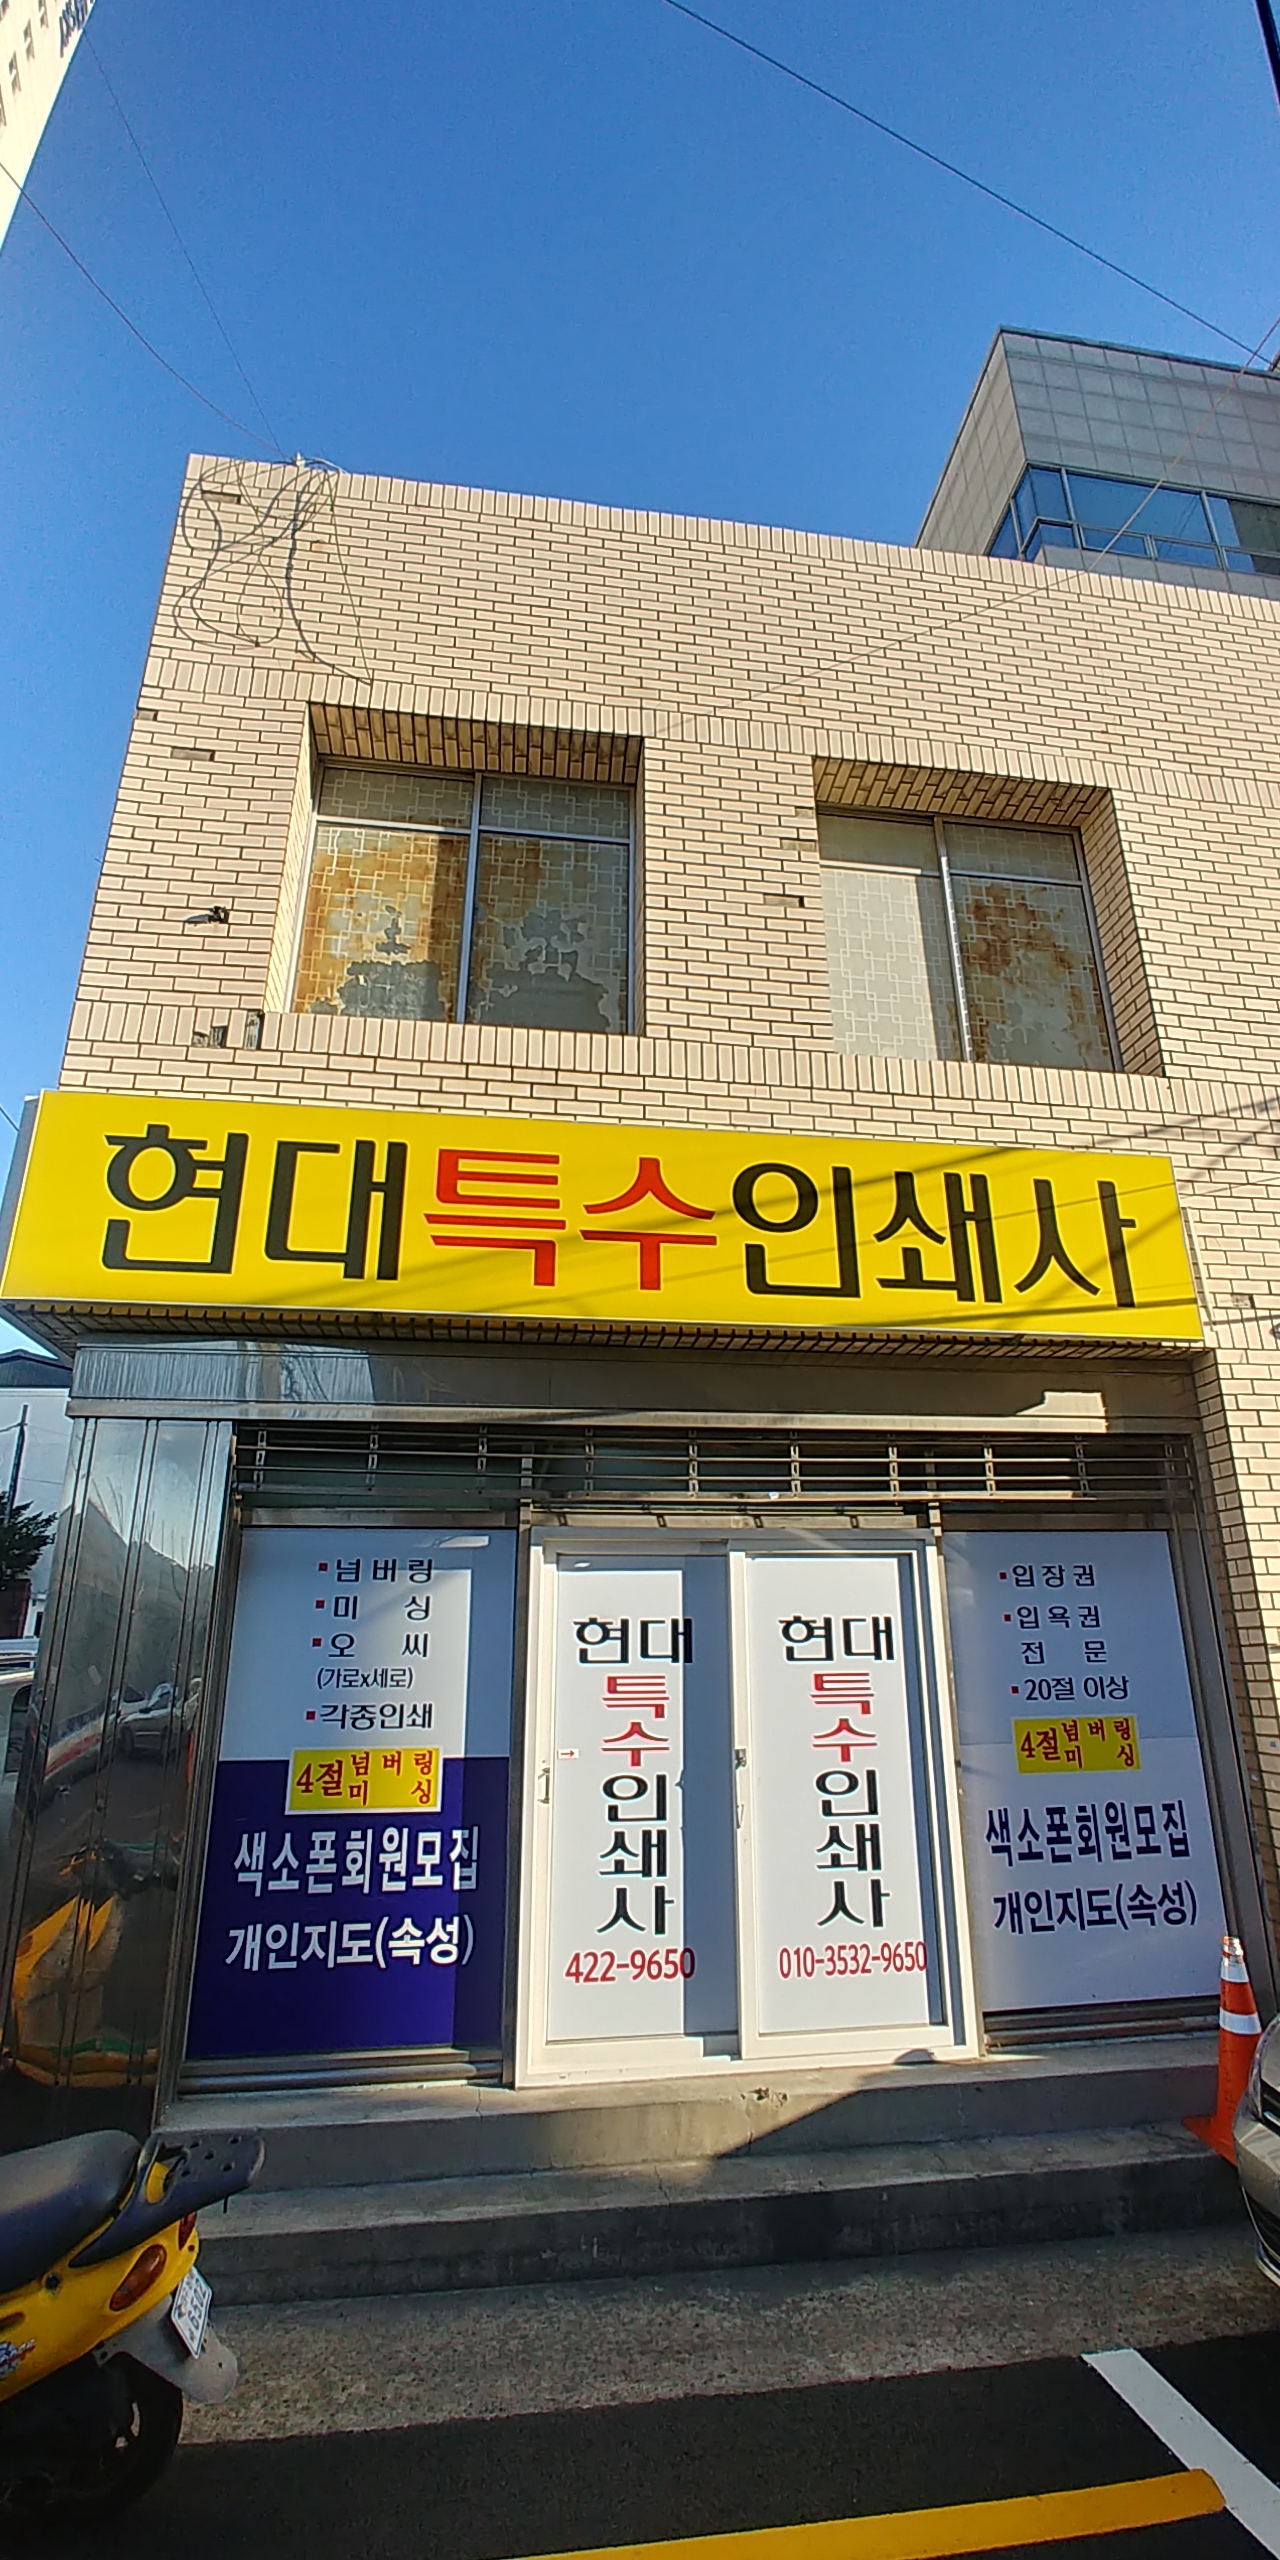 현대특수인쇄사
▪넘버링
▪미 싱
▪오 씨
(가로x세로)
▪각종인쇄
4절 넘버링
미 싱
색소폰회원모집
개인지도(속성)
현대
특
수
인
쇄
사
422-9650
→
현대
특
수
인
쇄
사
010-3532-9650
▪입장권
▪입욕권
전 문
▪20절 이상
4절 넘버링
미 싱
색소폰회원모집
개인지도(속성)